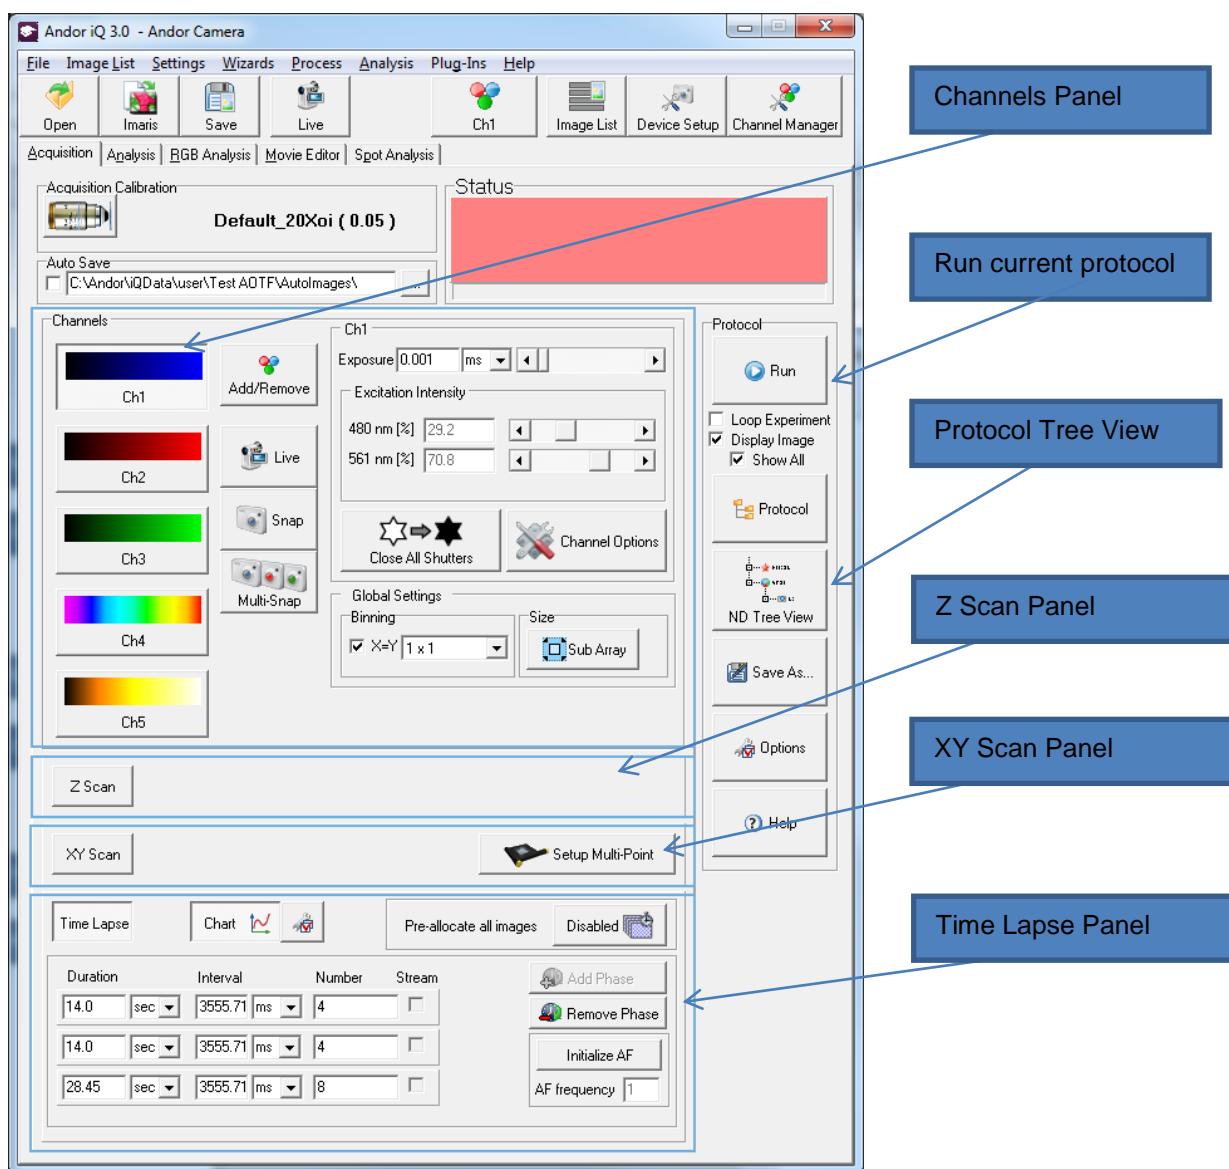 Andor iQ 3.0 - Andor Camera
File Image List Settings Wizards Process Analysis Plug-Ins Help
Open Imaris Save Live Ch1 Image List Device Setup Channel Manager
Acquisition Analysis RGB Analysis Movie Editor Spot Analysis
Acquisition Calibration
Default_20Xoi ( 0.05 )
Status
Auto Save
C:\Andor\iQData\user\Test AOTF\AutoImages\
Channels
Ch1
Ch2
Ch3
Ch4
Ch5
Add/Remove
Live
Snap
Multi-Snap
Ch1
Exposure 0.001 ms
Excitation Intensity
480 nm [%] 29.2
561 nm [%] 70.8
Close All Shutters
Channel Options
Global Settings
Binning
X=Y 1 x 1
Size
Sub Array
Protocol
Run
Loop Experiment
Display Image
Show All
Protocol
ND Tree View
Save As...
Options
Help
Z Scan
XY Scan
Setup Multi-Point
Time Lapse
Chart
Pre-allocate all images
Disabled
Duration Interval Number Stream
14.0 sec 3555.71 ms 4
14.0 sec 3555.71 ms 4
28.45 sec 3555.71 ms 8
Add Phase
Remove Phase
Initialize AF
AF frequency 1
Channels Panel
Run current protocol
Protocol Tree View
Z Scan Panel
XY Scan Panel
Time Lapse Panel